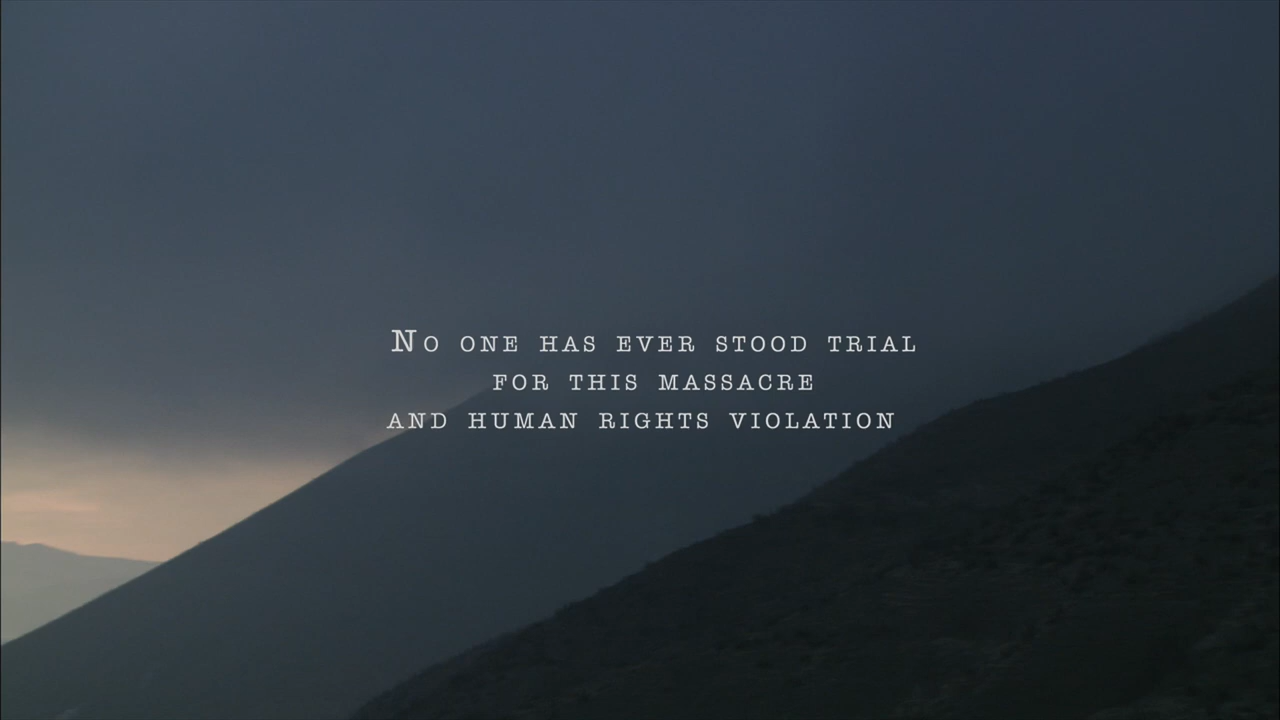 No one has ever stood trial
for this massacre
and human rights violation